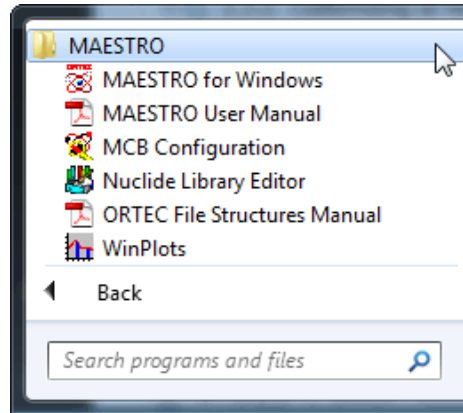 MAESTRO
MAESTRO for Windows
MAESTRO User Manual
MCB Configuration
Nuclide Library Editor
ORTEC File Structures Manual
WinPlots
Back
Search programs and files